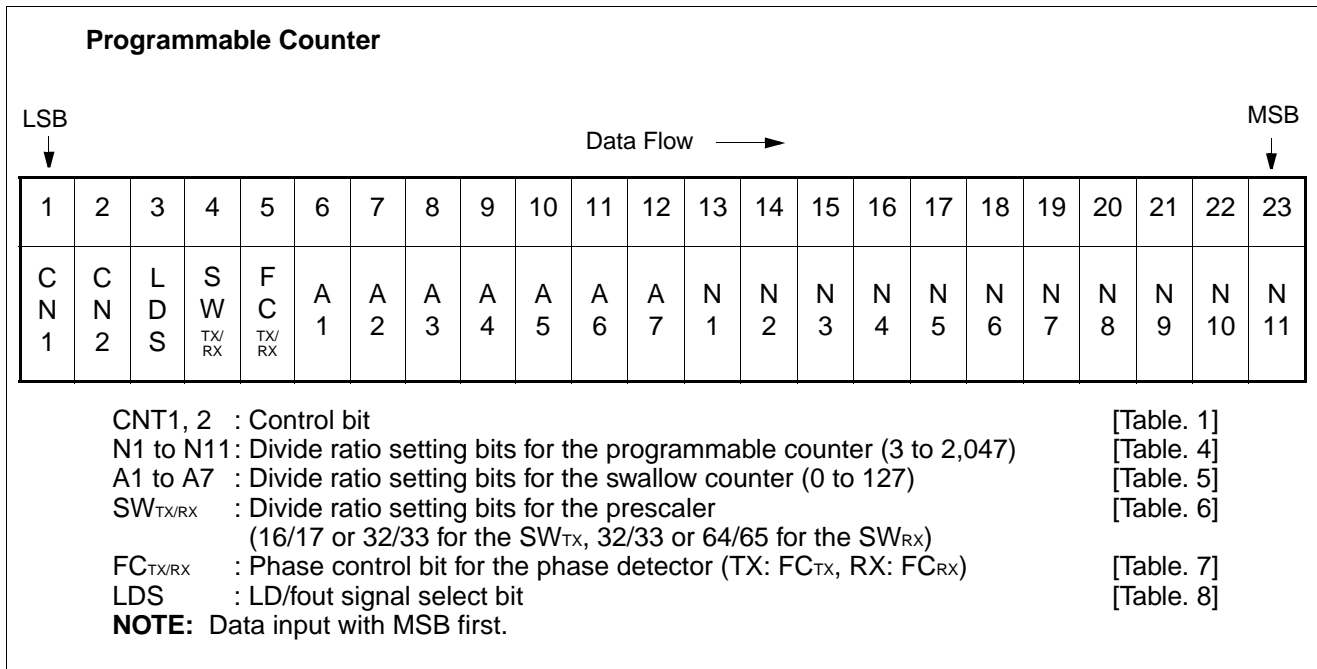 Programmable Counter
LSB
MSB
Data Flow
1 2 3 4 5 6 7 8 9 10 11 12 13 14 15 16 17 18 19 20 21 22 23
CN1 CN2 LDS SWTX/RX FCTX/RX A1 A2 A3 A4 A5 A6 A7 N1 N2 N3 N4 N5 N6 N7 N8 N9 N10 N11
CNT1, 2 : Control bit [Table. 1]
N1 to N11 : Divide ratio setting bits for the programmable counter (3 to 2,047) [Table. 4]
A1 to A7 : Divide ratio setting bits for the swallow counter (0 to 127) [Table. 5]
SWTX/RX : Divide ratio setting bits for the prescaler [Table. 6]
(16/17 or 32/33 for the SWTX, 32/33 or 64/65 for the SWRX)
FCTX/RX : Phase control bit for the phase detector (TX: FCTX, RX: FCRX) [Table. 7]
LDS : LD/fout signal select bit [Table. 8]
NOTE: Data input with MSB first.